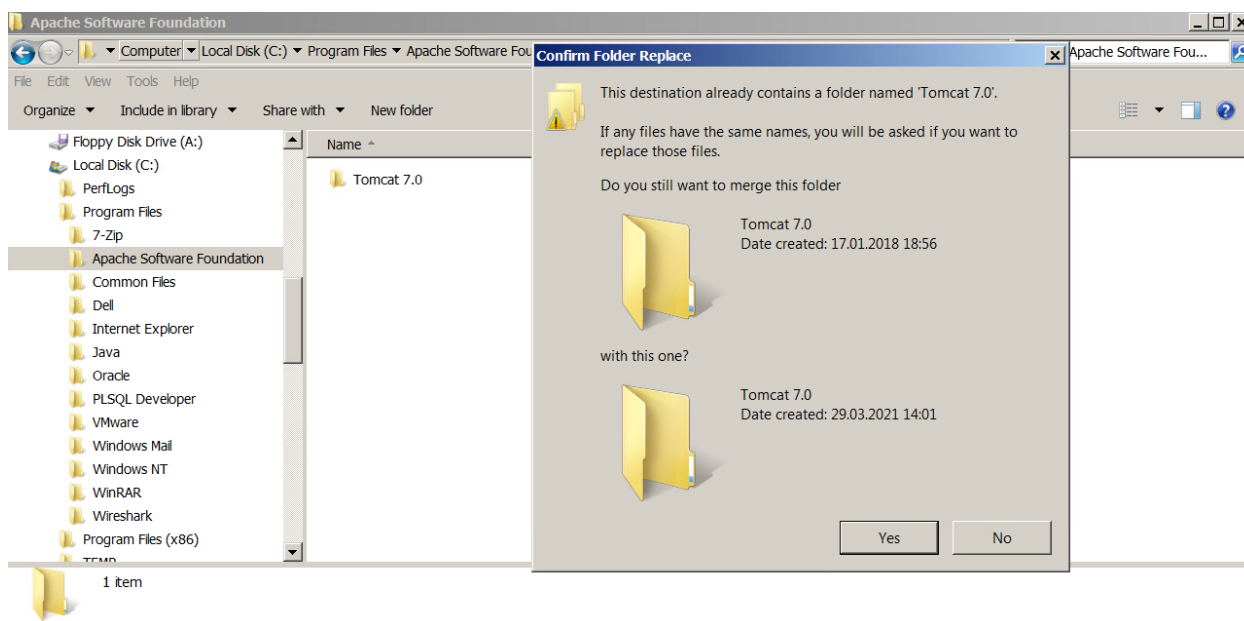 Apache Software Foundation
Computer Local Disk (C:) Program Files Apache Software Fou
Apache Software Fou...
File Edit View Tools Help
Organize Include in library Share with New folder
Floppy Disk Drive (A:)
Local Disk (C:)
PerfLogs
Program Files
7-Zip
Apache Software Foundation
Common Files
Dell
Internet Explorer
Java
Oracle
PLSQL Developer
VMware
Windows Mail
Windows NT
WinRAR
Wireshark
Program Files (x86)
TEMP
Name
Tomcat 7.0
Confirm Folder Replace
This destination already contains a folder named 'Tomcat 7.0'.
If any files have the same names, you will be asked if you want to
replace those files.
Do you still want to merge this folder
Tomcat 7.0
Date created: 17.01.2018 18:56
with this one?
Tomcat 7.0
Date created: 29.03.2021 14:01
Yes No
1 item